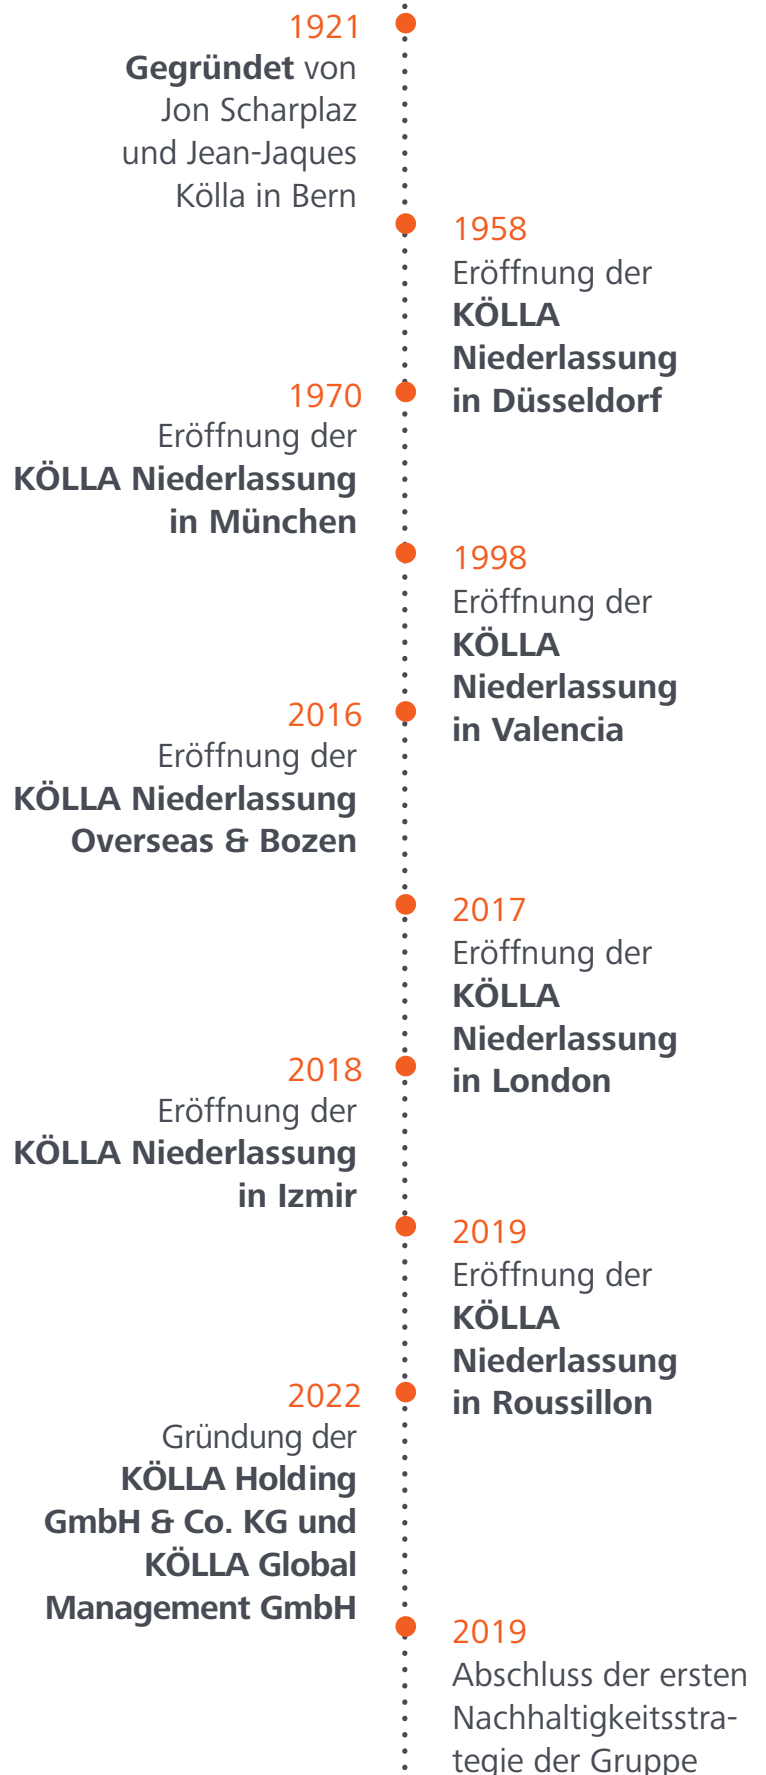 1921
Gegründet von
Jon Scharplaz
und Jean-Jaques
Kölla in Bern
1958
Eröffnung der
KÖLLA
Niederlassung
in Düsseldorf
1970
Eröffnung der
KÖLLA Niederlassung
in München
1998
Eröffnung der
KÖLLA
Niederlassung
in Valencia
2016
Eröffnung der
KÖLLA Niederlassung
Overseas & Bozen
2017
Eröffnung der
KÖLLA
Niederlassung
in London
2018
Eröffnung der
KÖLLA Niederlassung
in Izmir
2019
Eröffnung der
KÖLLA
Niederlassung
in Roussillon
2022
Gründung der
KÖLLA Holding
GmbH & Co. KG und
KÖLLA Global
Management GmbH
2019
Abschluss der ersten
Nachhaltigkeitsstra-
tegie der Gruppe